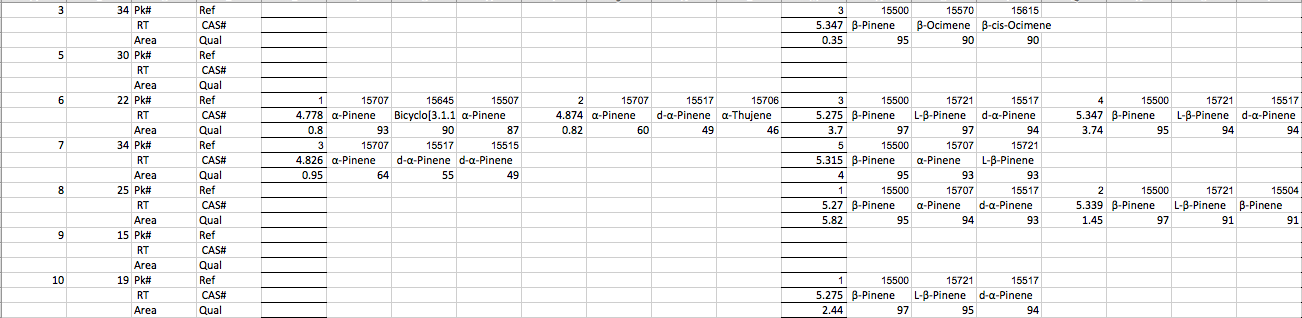 3 34 Pk# Ref 3 15500 15570 15615
RT CAS# 5.347 β-Pinene β-Ocimene β-cis-Ocimene
Area Qual 0.35 95 90 90
5 30 Pk# Ref
RT CAS#
Area Qual
6 22 Pk# Ref 1 15707 15645 15507 2 15707 15517 15706 3 15500 15721 15517 4 15500 15721 15517
RT CAS# 4.778 α-Pinene Bicyclo[3.1.1 α-Pinene 4.874 α-Pinene d-α-Pinene α-Thujene 5.275 β-Pinene L-β-Pinene d-α-Pinene 5.347 β-Pinene L-β-Pinene d-α-Pinene
Area Qual 0.8 93 90 87 0.82 60 49 46 3.7 97 97 94 3.74 95 94 94
7 34 Pk# Ref 3 15707 15517 15515 5 15500 15707 15721
RT CAS# 4.826 α-Pinene d-α-Pinene d-α-Pinene 5.315 β-Pinene α-Pinene L-β-Pinene
Area Qual 0.95 64 55 49 4 95 93 93
8 25 Pk# Ref 1 15500 15707 15517 2 15500 15721 15504
RT CAS# 5.27 β-Pinene α-Pinene d-α-Pinene 5.339 β-Pinene L-β-Pinene β-Pinene
Area Qual 5.82 95 94 93 1.45 97 91 91
9 15 Pk# Ref
RT CAS#
Area Qual
10 19 Pk# Ref 1 15500 15721 15517
RT CAS# 5.275 β-Pinene L-β-Pinene d-α-Pinene
Area Qual 2.44 97 95 94